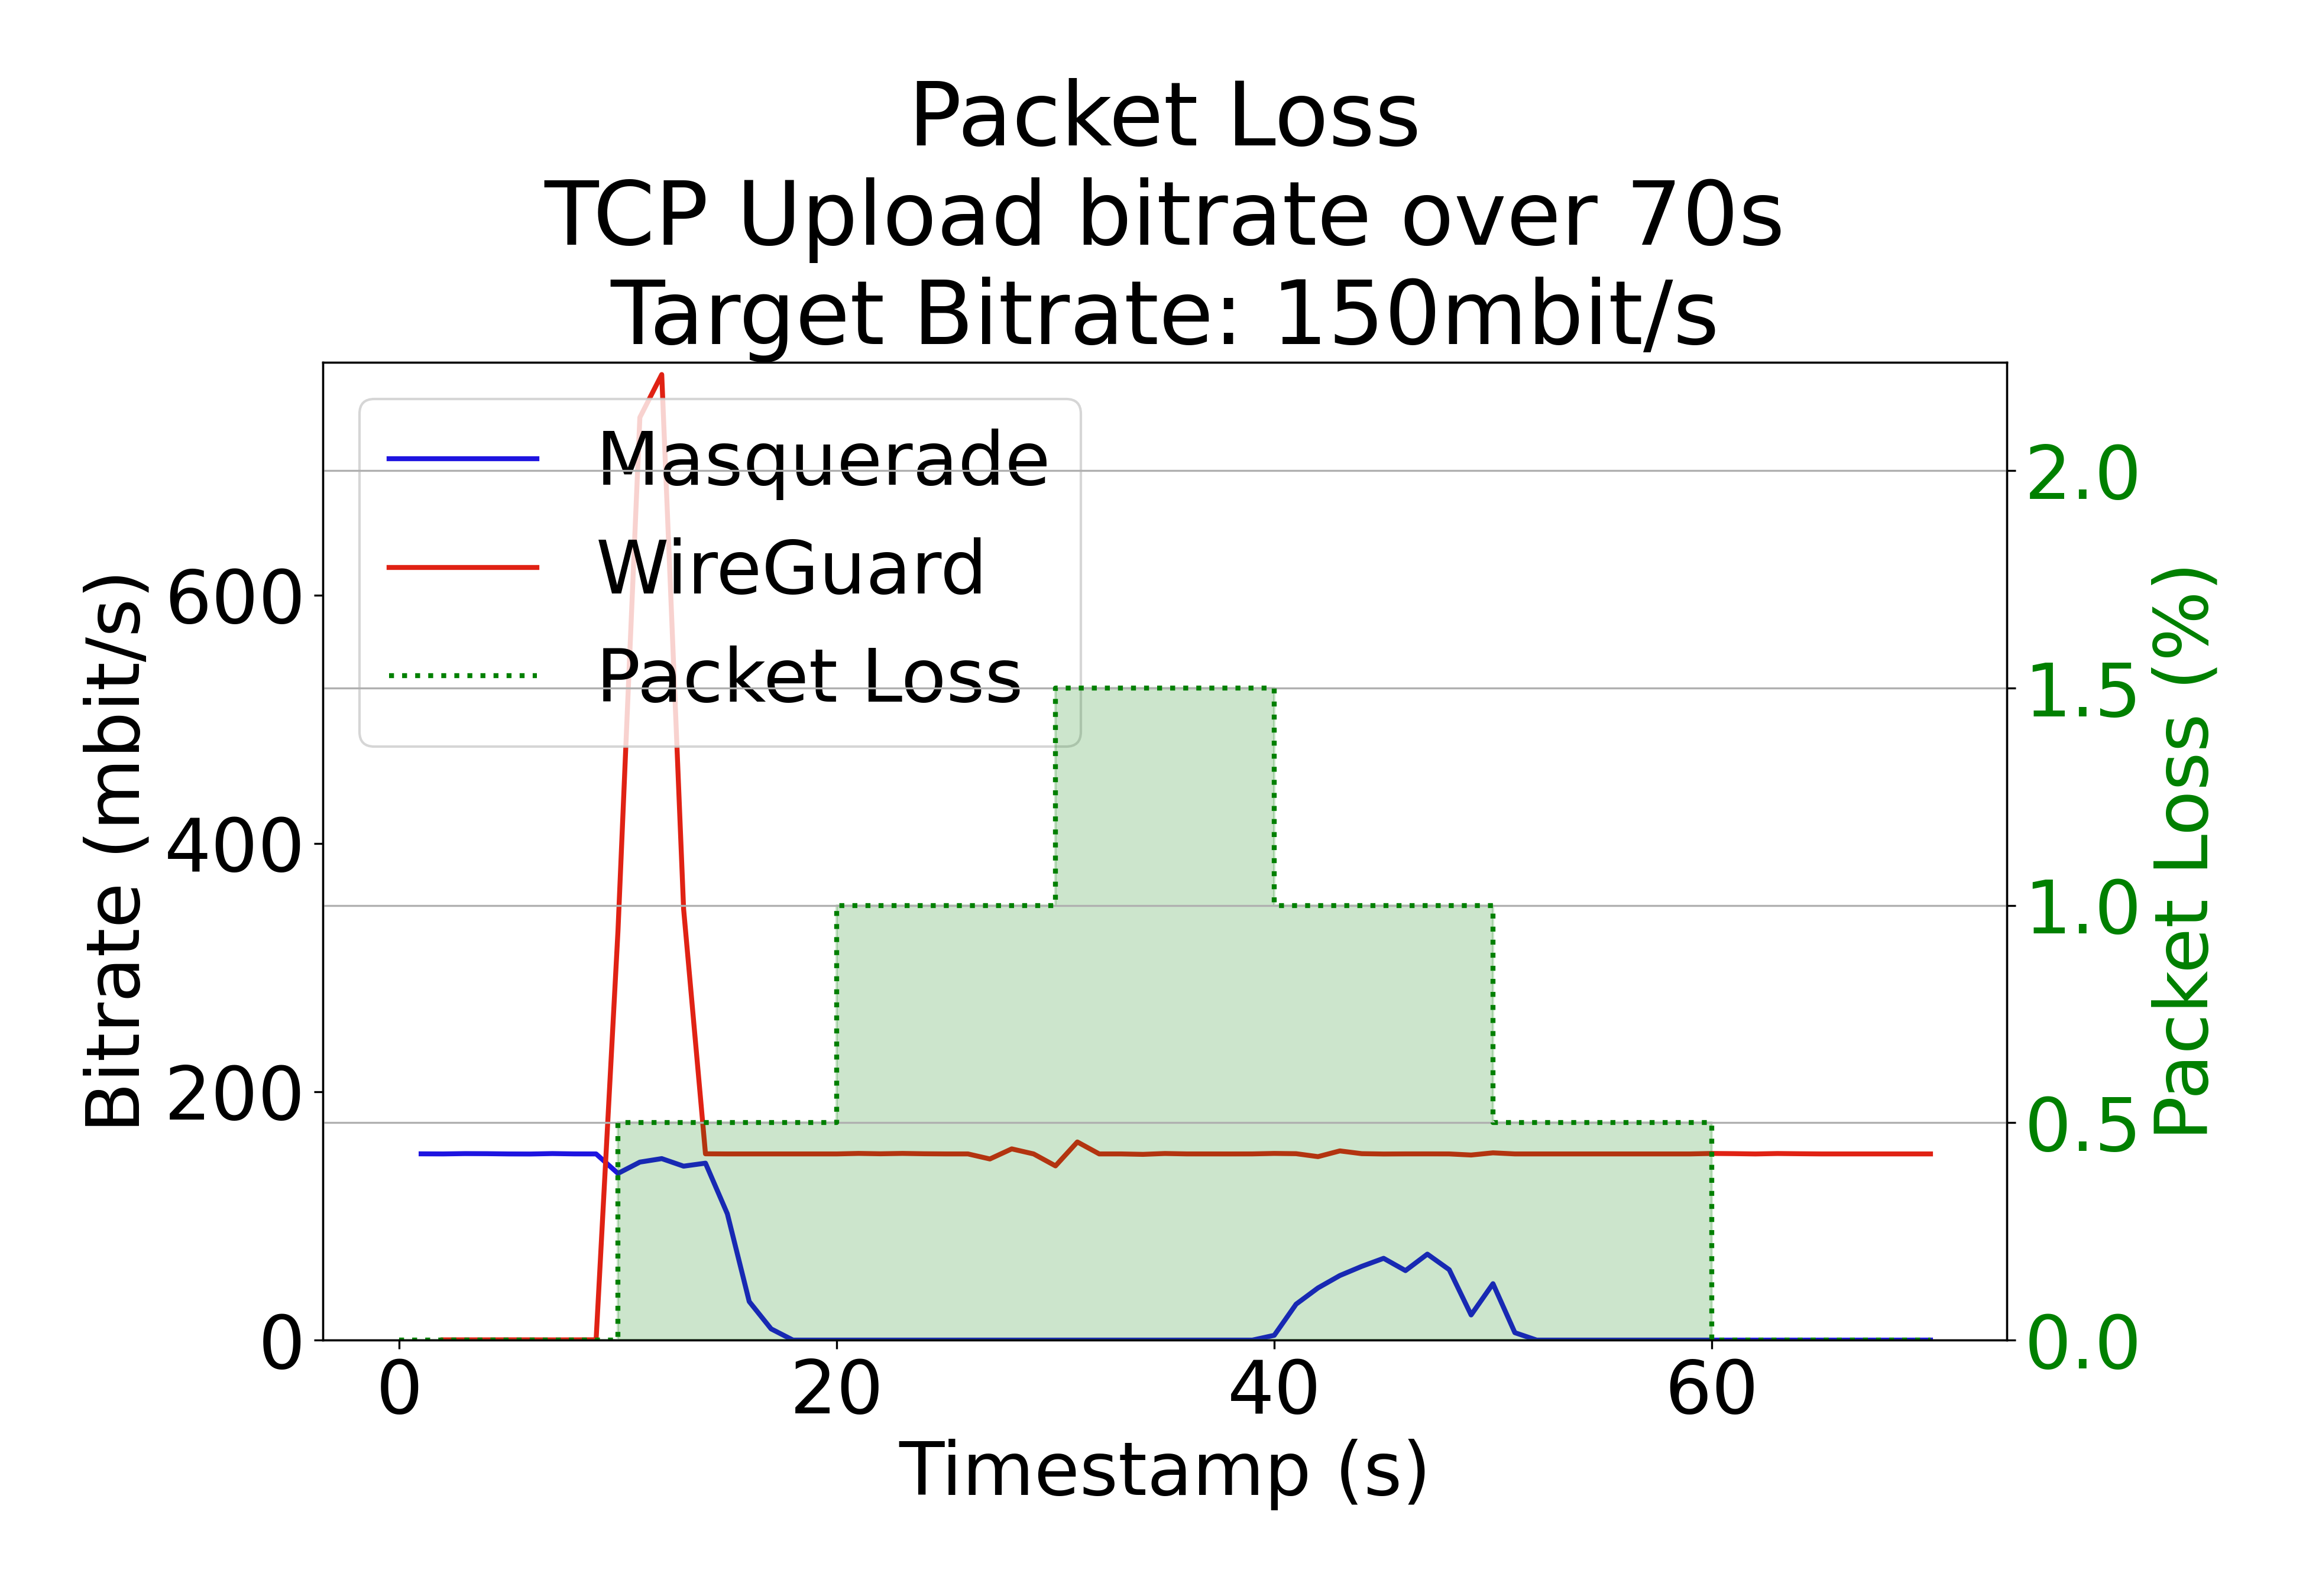 Packet Loss
TCP Upload bitrate over 70s
Target Bitrate: 150mbit/s
Masquerade
WireGuard
Packet Loss
Bitrate (mbit/s)
600
400
200
0
2.0
1.5
1.0
0.5
0.0
Packet Loss (%)
0 20 40 60
Timestamp (s)